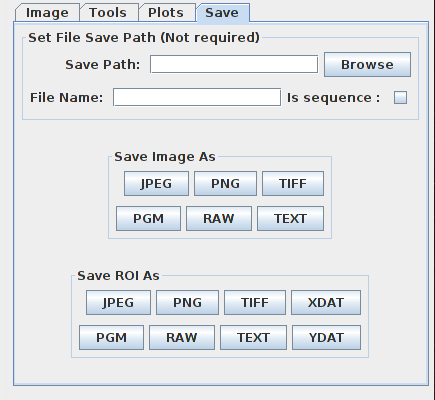 Image Tools Plots Save
Set File Save Path (Not required)
Save Path: Browse
File Name: Is sequence :
Save Image As
JPEG PNG TIFF
PGM RAW TEXT
Save ROI As
JPEG PNG TIFF XDAT
PGM RAW TEXT YDAT